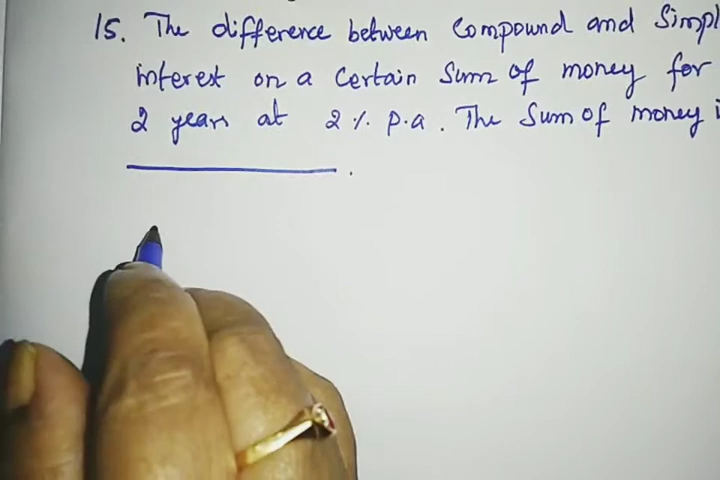 15. The difference between compound and Simpl
interest on a certain sum of money for
2 years at 2 % p.a. The Sum of money i